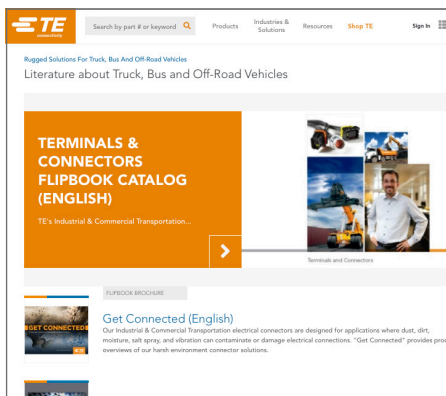 TE
connectivity
Search by part # or keyword
Products
Industries &
Solutions
Resources
Shop TE
Sign In
Rugged Solutions For Truck, Bus And Off-Road Vehicles
Literature about Truck, Bus and Off-Road Vehicles
TERMINALS &
CONNECTORS
FLIPBOOK CATALOG
(ENGLISH)
TE's Industrial & Commercial Transportation...
Terminals and Connectors
FLIPBOOK BROCHURE
GET CONNECTED
Get Connected (English)
Our Industrial & Commercial Transportation electrical connectors are designed for applications where dust, dirt,
moisture, salt spray, and vibration can contaminate or damage electrical connections. "Get Connected" provides prod
overviews of our harsh environment connector solutions.